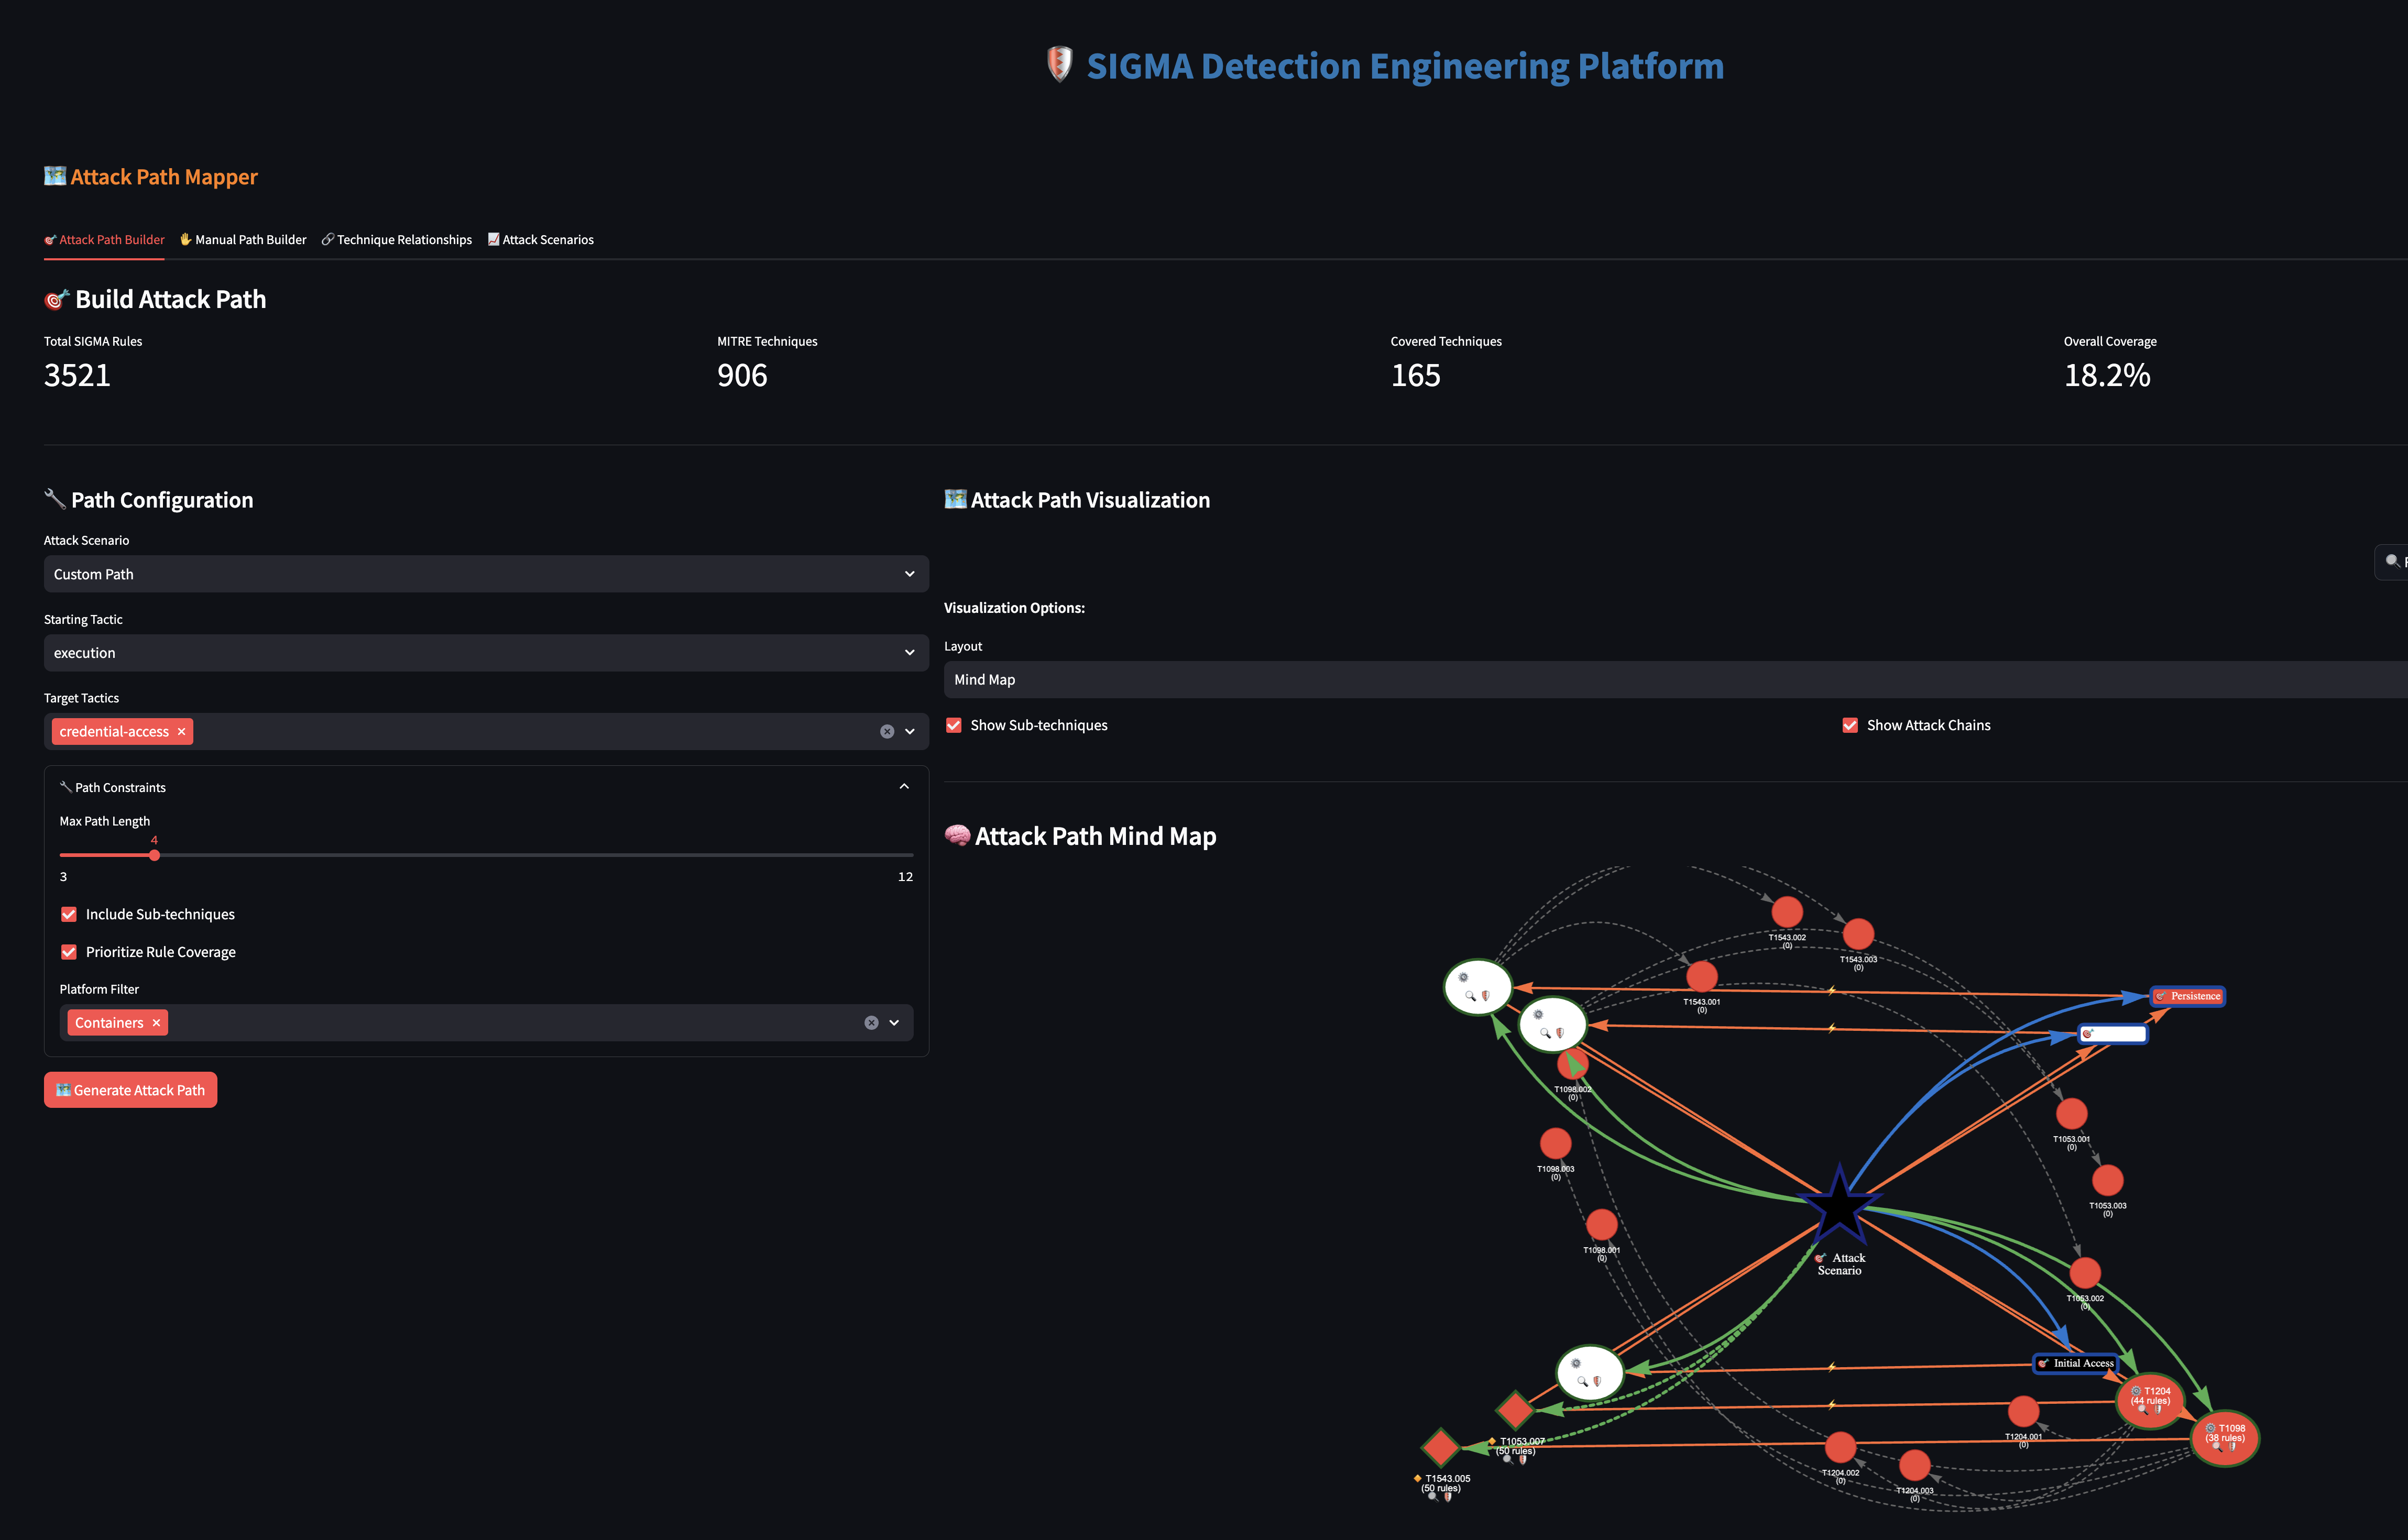 SIGMA Detection Engineering Platform
Attack Path Mapper
Attack Path Builder
Manual Path Builder
Technique Relationships
Attack Scenarios
Build Attack Path
Total SIGMA Rules
3521
MITRE Techniques
906
Covered Techniques
165
Overall Coverage
18.2%
Path Configuration
Attack Scenario
Custom Path
Starting Tactic
execution
Target Tactics
credential-access
Path Constraints
Max Path Length
4
3
12
Include Sub-techniques
Prioritize Rule Coverage
Platform Filter
Containers
Generate Attack Path
Attack Path Visualization
Visualization Options:
Layout
Mind Map
Show Sub-techniques
Show Attack Chains
Attack Path Mind Map
T1543.002
(0)
T1543.003
(0)
T1543.001
(0)
Persistence
T1098.002
(0)
T1053.001
(0)
T1098.003
(0)
T1053.003
(0)
T1098.001
(0)
Attack
Scenario
T1053.002
(0)
Initial Access
T1204
(44 rules)
T1098
(38 rules)
T1204.001
(0)
T1053.007
(50 rules)
T1204.002
(0)
T1543.005
(50 rules)
T1204.003
(0)